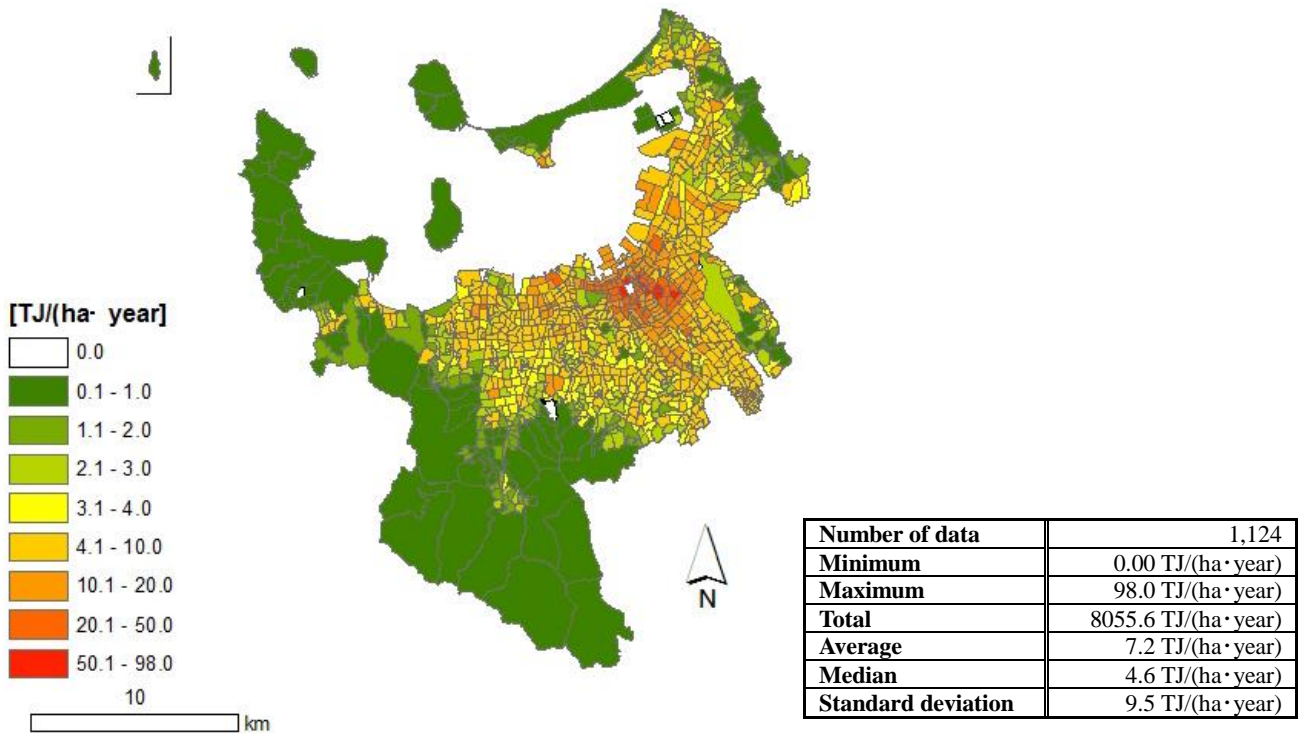 [TJ/(ha· year]
0.0
0.1 - 1.0
1.1 - 2.0
2.1 - 3.0
3.1 - 4.0
4.1 - 10.0
10.1 - 20.0
20.1 - 50.0
50.1 - 98.0
10
km
N
Number of data 1,124
Minimum 0.00 TJ/(ha·year)
Maximum 98.0 TJ/(ha·year)
Total 8055.6 TJ/(ha·year)
Average 7.2 TJ/(ha·year)
Median 4.6 TJ/(ha·year)
Standard deviation 9.5 TJ/(ha·year)